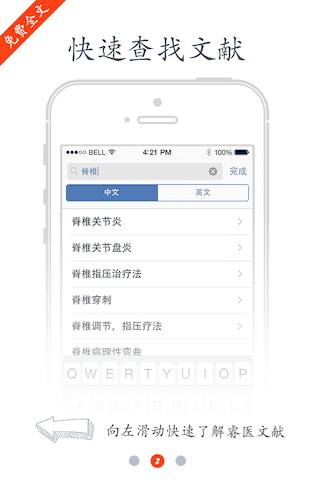 免费全文
快速查找文献
BELL 4:21 PM 100%
脊椎 完成
中文 英文
脊椎关节炎
脊椎关节盘炎
脊椎指压治疗法
脊椎穿刺
脊椎调节，指压疗法
脊椎病理性弯曲
Q W E R T Y U I O P
A S D F G H J K L
向左滑动快速了解睿医文献
2